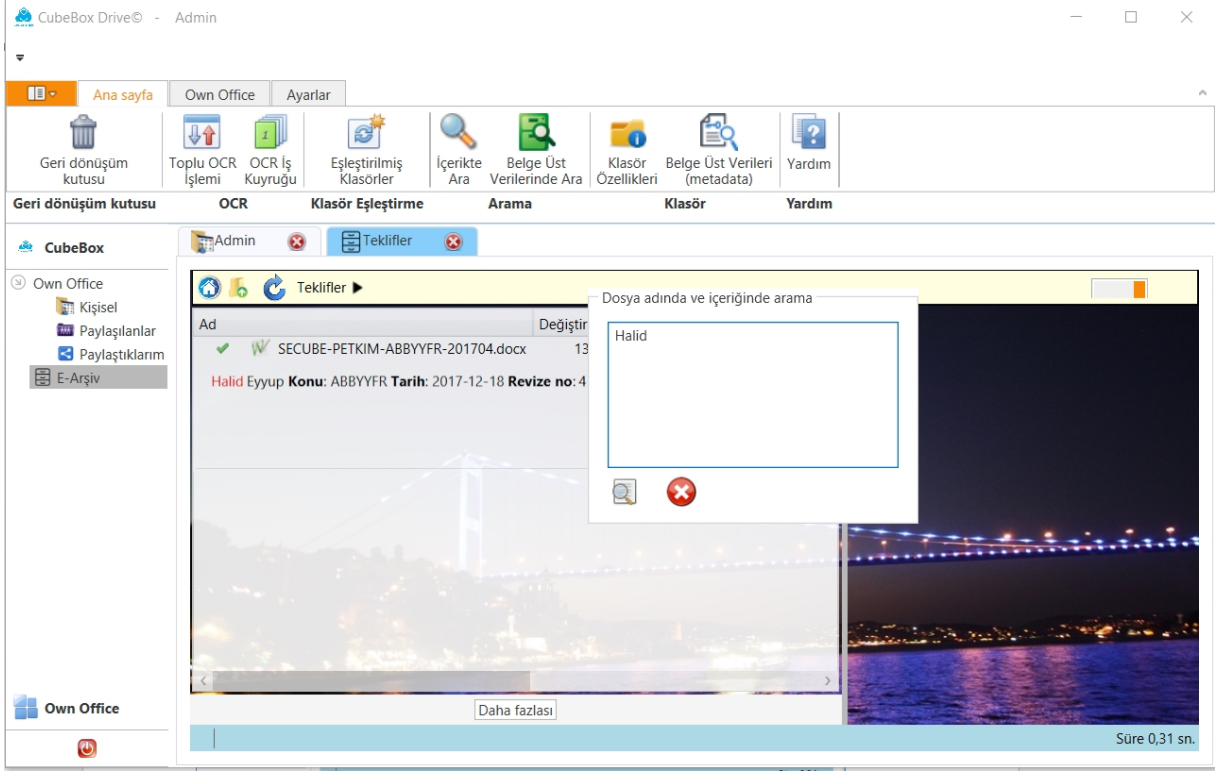 CubeBox Drive© - Admin
Ana sayfa Own Office Ayarlar
Geri dönüşüm kutusu
Toplu OCR İşlemi
OCR İş Kuyruğu
Eşleştirilmiş Klasörler
İçerikte Ara
Belge Üst Verilerinde Ara
Klasör Özellikleri
Belge Üst Verileri (metadata)
Yardım
Geri dönüşüm kutusu OCR Klasör Eşleştirme Arama Klasör Yardım
CubeBox
Own Office
Kişisel
Paylaşılanlar
Paylaştıklarım
E-Arşiv
Own Office
Admin Teklifler
Teklifler
Ad Değiştir
SECUBE-PETKIM-ABBYYFR-201704.docx 13
Halid Eyyup Konu: ABBYYFR Tarih: 2017-12-18 Revize no: 4
Dosya adında ve içeriğinde arama
Halid
Daha fazlası
Süre 0,31 sn.